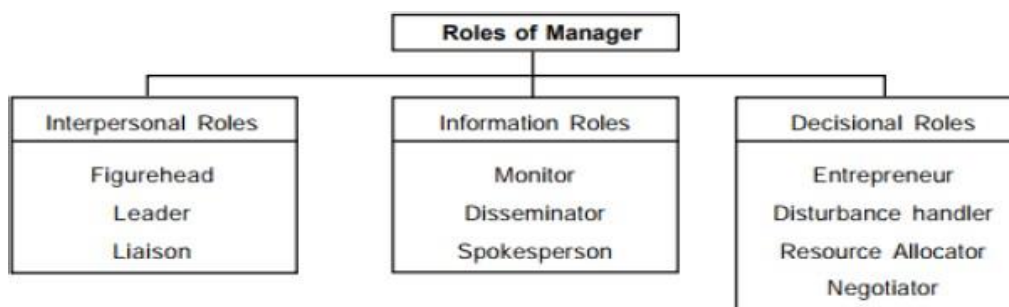 Roles of Manager
Interpersonal Roles
Figurehead
Leader
Liaison
Information Roles
Monitor
Disseminator
Spokesperson
Decisional Roles
Entrepreneur
Disturbance handler
Resource Allocator
Negotiator